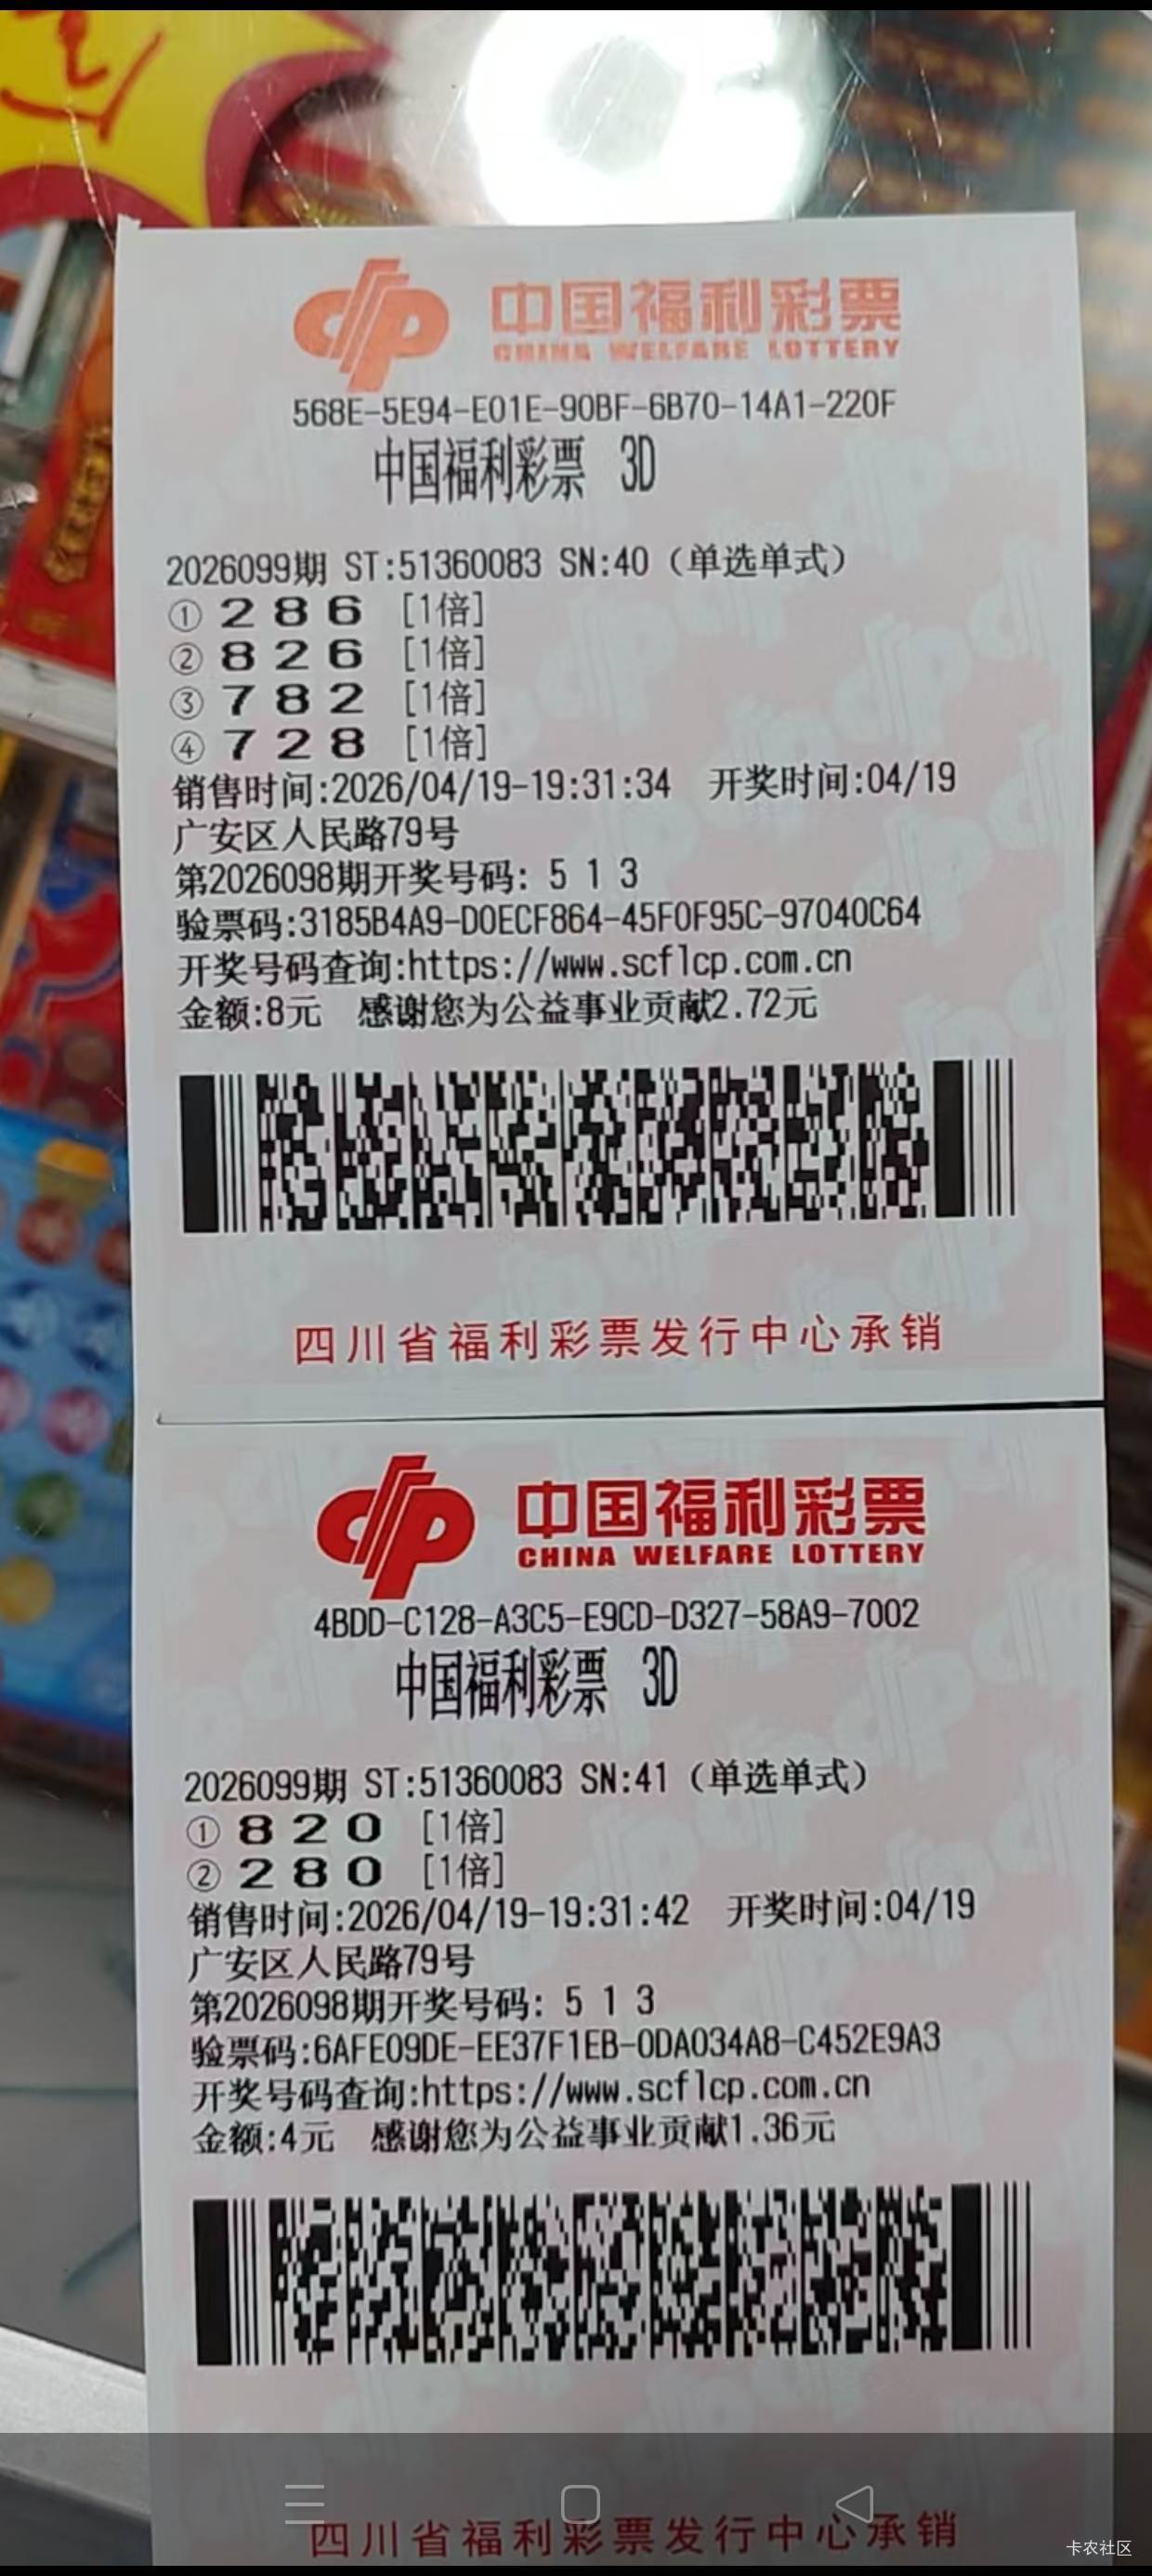 中国福利彩票
CHINA WELFARE LOTTERY
568E-5E94-E01E-90BF-6B70-14A1-220F
中国福利彩票 3D
2026099期 ST:51360083 SN:40（单选单式）
① 2 8 6 [1倍]
② 8 2 6 [1倍]
③ 7 8 2 [1倍]
④ 7 2 8 [1倍]
销售时间:2026/04/19-19:31:34 开奖时间:04/19
广安区人民路79号
第2026098期开奖号码: 5 1 3
验票码:3185B4A9-D0ECF864-45F0F95C-97040C64
开奖号码查询:https://www.scflcp.com.cn
金额:8元 感谢您为公益事业贡献2.72元
四川省福利彩票发行中心承销
中国福利彩票
CHINA WELFARE LOTTERY
4BDD-C128-A3C5-E9CD-D327-58A9-7002
中国福利彩票 3D
2026099期 ST:51360083 SN:41（单选单式）
① 8 2 0 [1倍]
② 2 8 0 [1倍]
销售时间:2026/04/19-19:31:42 开奖时间:04/19
广安区人民路79号
第2026098期开奖号码: 5 1 3
验票码:6AFE09DE-EE37F1EB-0DA034A8-C452E9A3
开奖号码查询:https://www.scflcp.com.cn
金额:4元 感谢您为公益事业贡献1.36元
四川省福利彩票发行中心承销
卡农社区